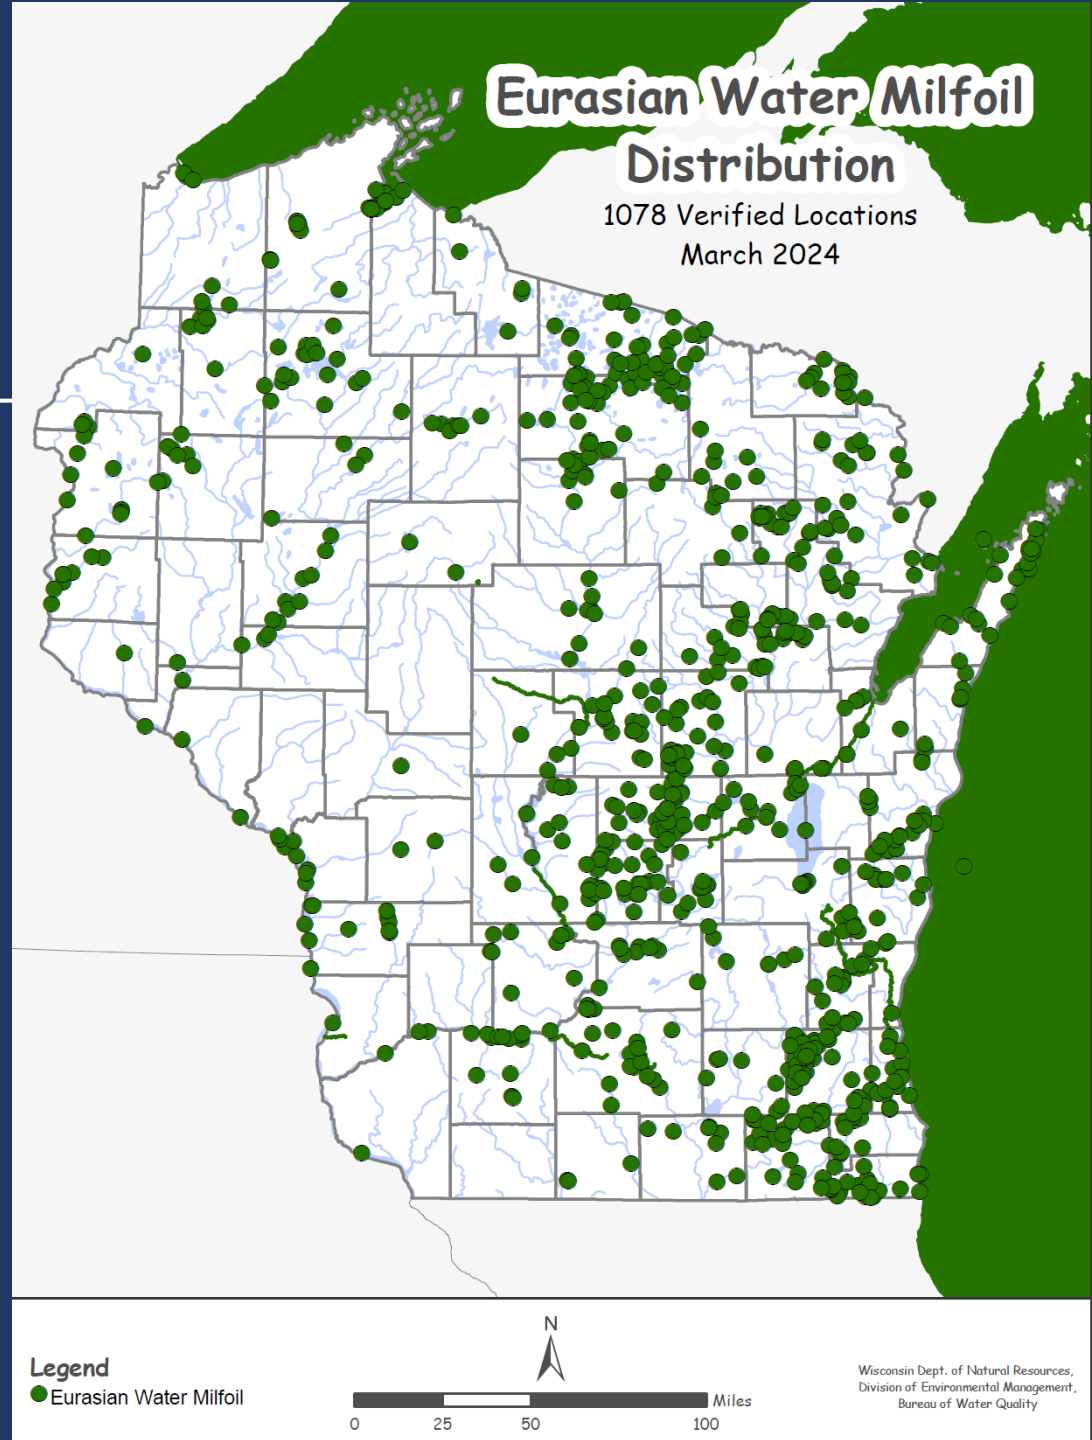 Eurasian Water Milfoil
Distribution
1078 Verified Locations
March 2024
N
Legend
Eurasian Water Milfoil
Miles
0 25 50 100
Wisconsin Dept. of Natural Resources,
Division of Environmental Management,
Bureau of Water Quality